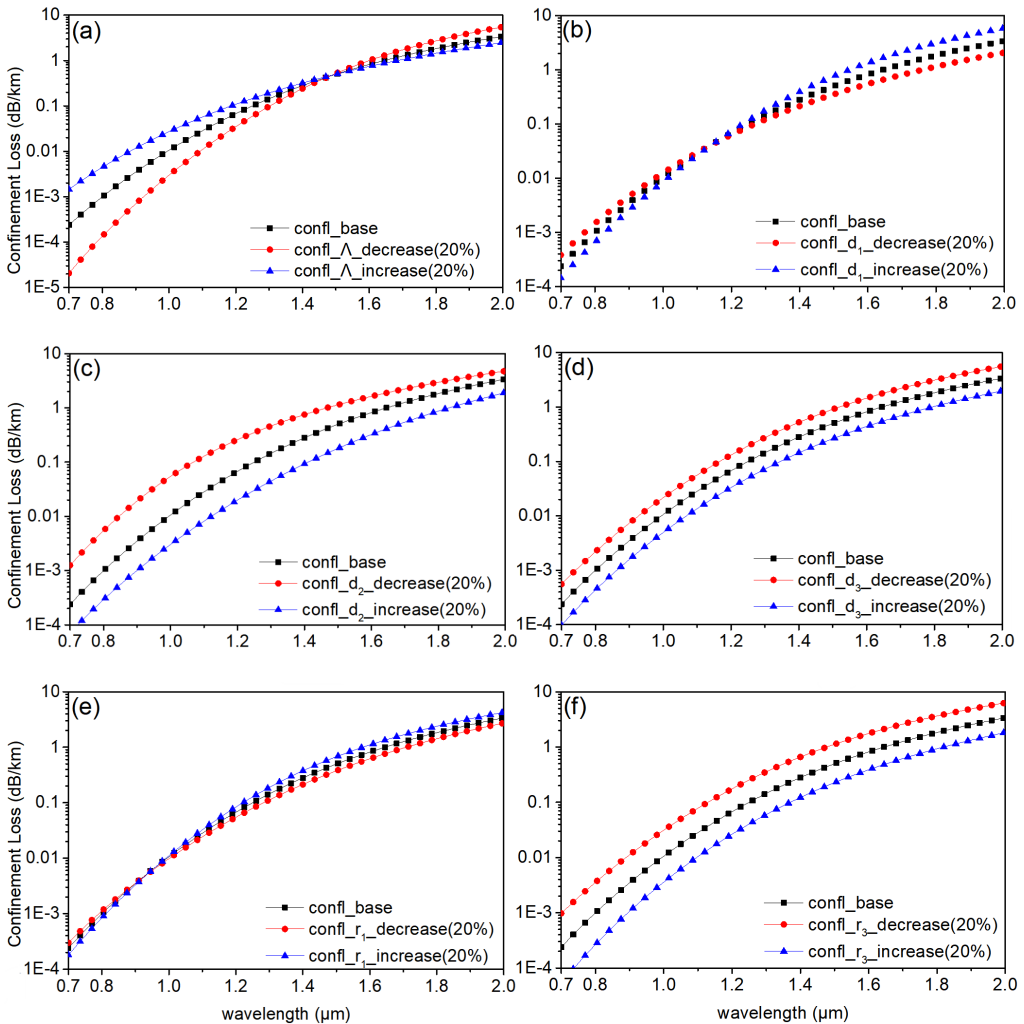 (a)
Confinement Loss (dB/km)
10
1
0.1
0.01
1E-3
1E-4
1E-5
confl_base
confl_Λ_decrease(20%)
confl_Λ_increase(20%)
0.7 0.8 1.0 1.2 1.4 1.6 1.8 2.0
(b)
10
1
0.1
0.01
1E-3
1E-4
confl_base
confl_d₁_decrease(20%)
confl_d₁_increase(20%)
0.7 0.8 1.0 1.2 1.4 1.6 1.8 2.0
(c)
Confinement Loss (dB/km)
10
1
0.1
0.01
1E-3
1E-4
confl_base
confl_d₂_decrease(20%)
confl_d₂_increase(20%)
0.7 0.8 1.0 1.2 1.4 1.6 1.8 2.0
(d)
10
1
0.1
0.01
1E-3
1E-4
confl_base
confl_d₃_decrease(20%)
confl_d₃_increase(20%)
0.7 0.8 1.0 1.2 1.4 1.6 1.8 2.0
(e)
Confinement Loss (dB/km)
10
1
0.1
0.01
1E-3
1E-4
confl_base
confl_r₁_decrease(20%)
confl_r₁_increase(20%)
0.7 0.8 1.0 1.2 1.4 1.6 1.8 2.0
wavelength (μm)
(f)
10
1
0.1
0.01
1E-3
1E-4
confl_base
confl_r₃_decrease(20%)
confl_r₃_increase(20%)
0.7 0.8 1.0 1.2 1.4 1.6 1.8 2.0
wavelength (μm)